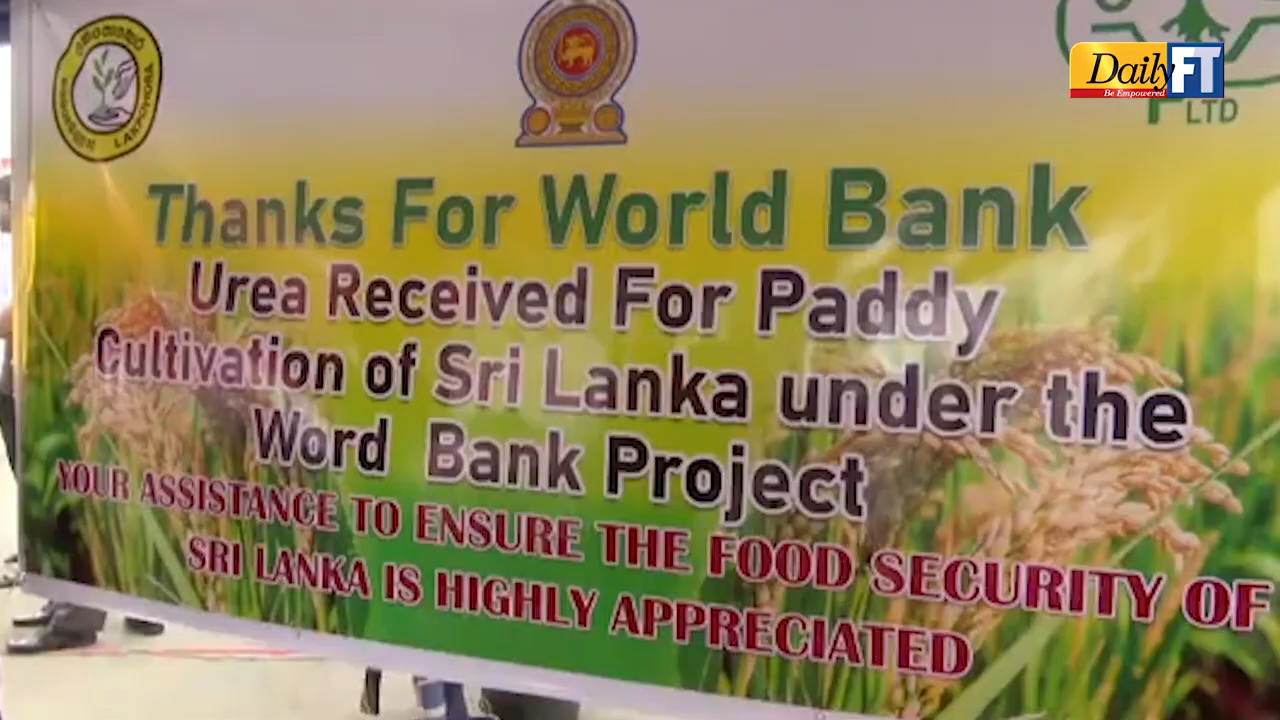 LAKPOHORA
Daily FT
Be Empowered
LTD
Thanks For World Bank
Urea Received For Paddy
Cultivation of Sri Lanka under the
Word Bank Project
YOUR ASSISTANCE TO ENSURE THE FOOD SECURITY OF
SRI LANKA IS HIGHLY APPRECIATED